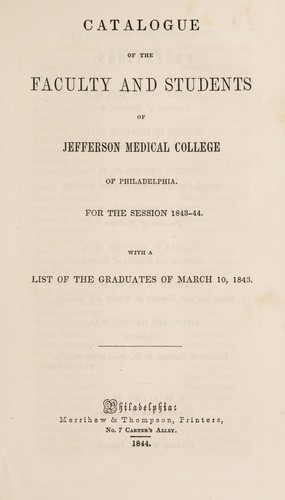 CATALOGUE
OF THE
FACULTY AND STUDENTS
OF
JEFFERSON MEDICAL COLLEGE
OF PHILADELPHIA.
FOR THE SESSION 1843-44.
WITH A
LIST OF THE GRADUATES OF MARCH 10, 1843.
Philadelphia:
Merrihew & Thompson, Printers,
No. 7 Carter's Alley.
1844.